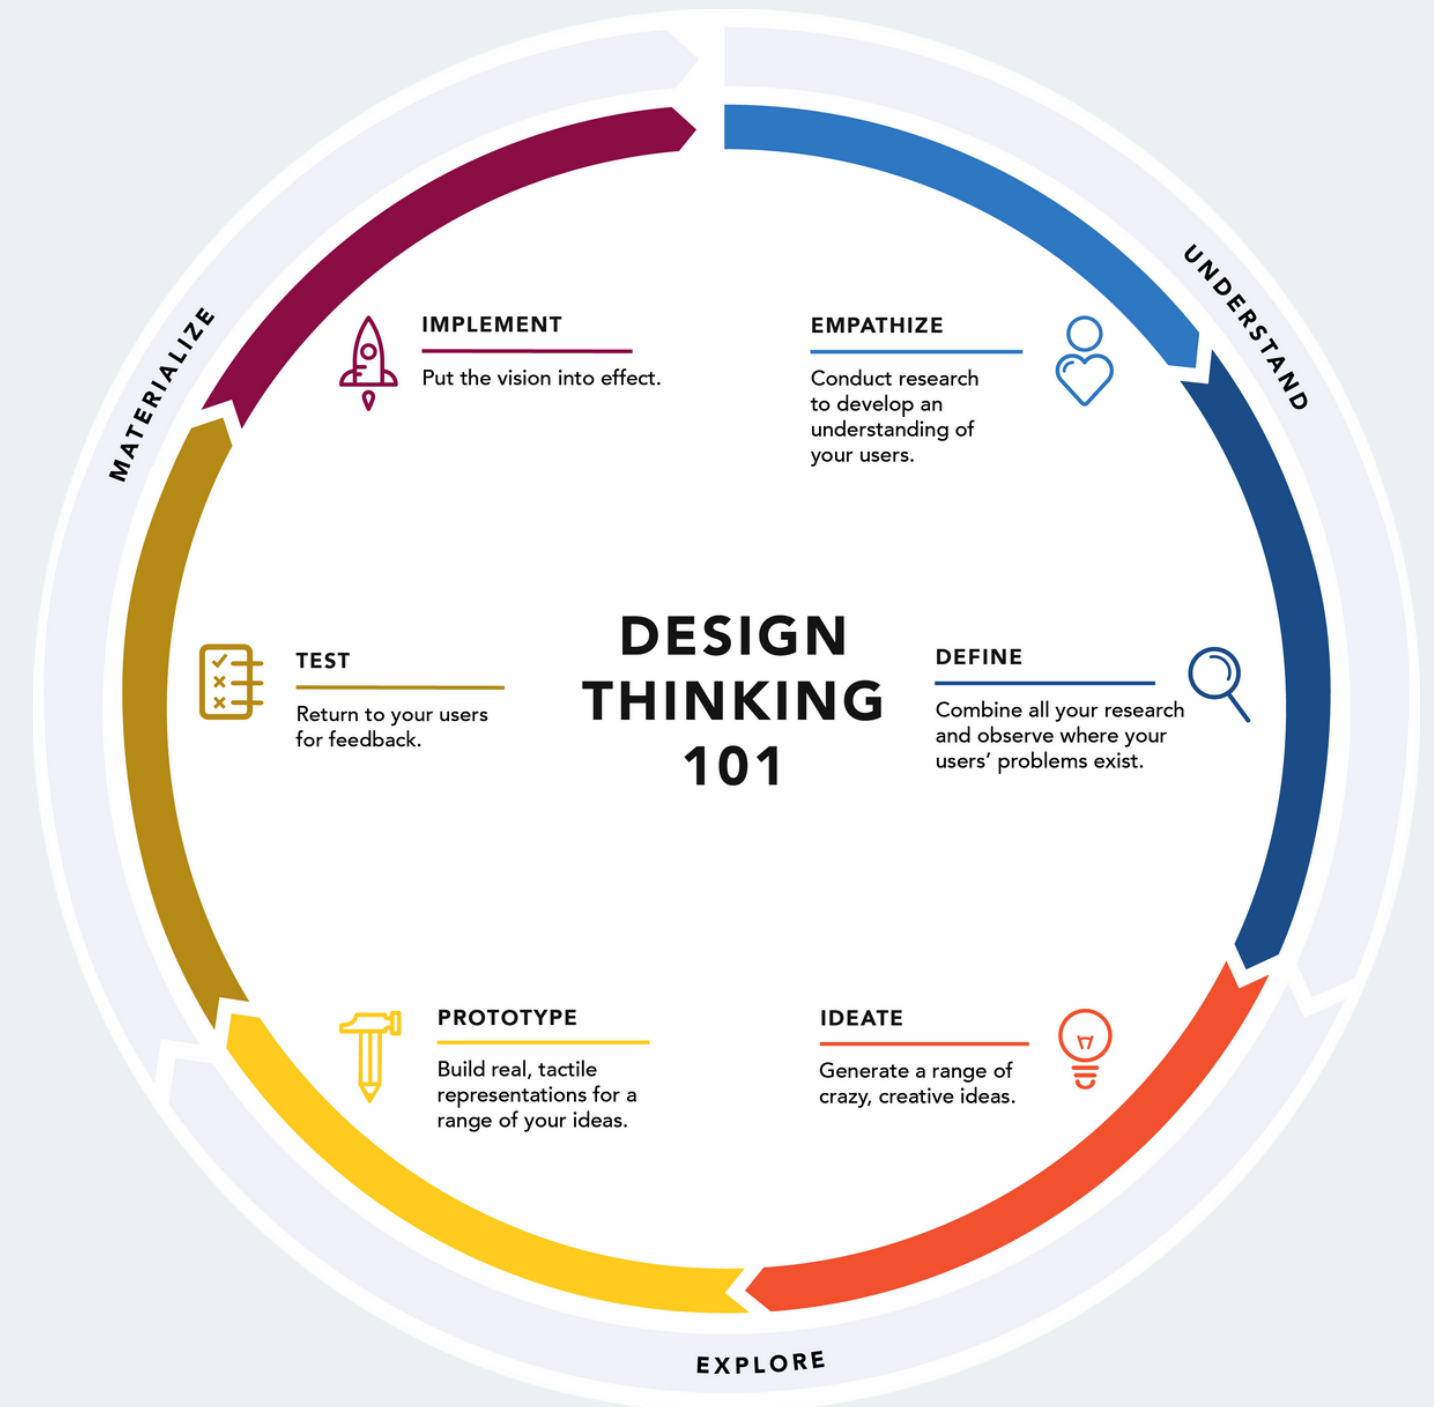 DESIGN
THINKING
101
UNDERSTAND
EMPATHIZE
Conduct research
to develop an
understanding of
your users.
DEFINE
Combine all your research
and observe where your
users’ problems exist.
EXPLORE
IDEATE
Generate a range of
crazy, creative ideas.
PROTOTYPE
Build real, tactile
representations for a
range of your ideas.
MATERIALIZE
TEST
Return to your users
for feedback.
IMPLEMENT
Put the vision into effect.